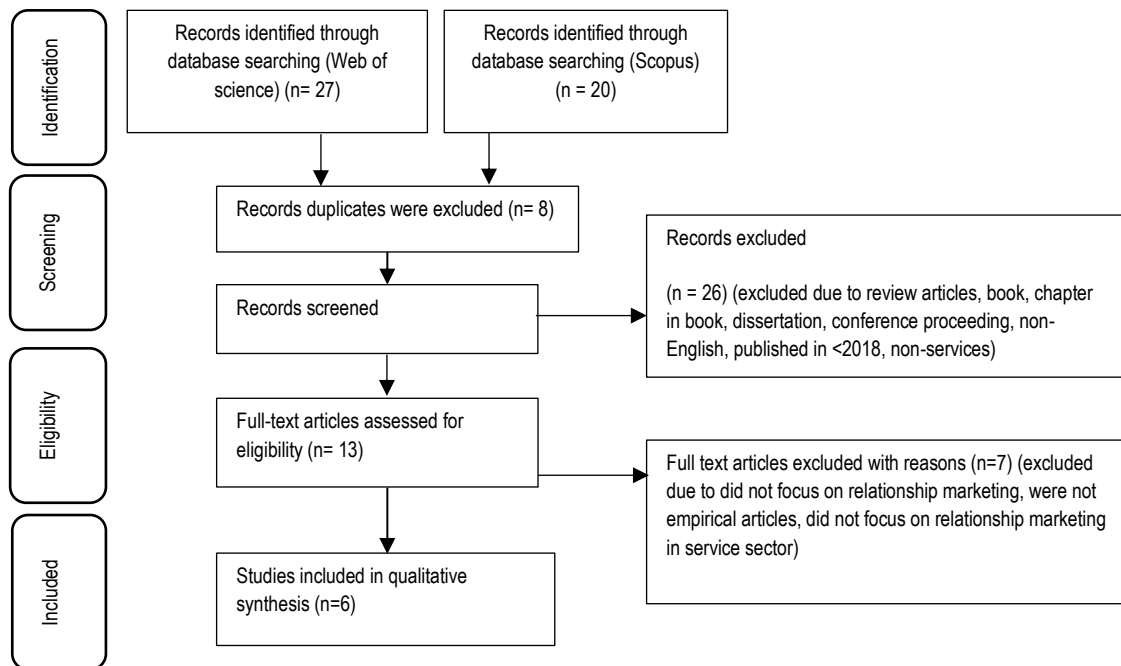 Identification
Records identified through
database searching (Web of
science) (n= 27)
Records identified through
database searching (Scopus)
(n = 20)
Screening
Records duplicates were excluded (n= 8)
Records screened
Records excluded
(n = 26) (excluded due to review articles, book, chapter
in book, dissertation, conference proceeding, non-
English, published in <2018, non-services)
Eligibility
Full-text articles assessed for
eligibility (n= 13)
Full text articles excluded with reasons (n=7) (excluded
due to did not focus on relationship marketing, were not
empirical articles, did not focus on relationship marketing
in service sector)
Included
Studies included in qualitative
synthesis (n=6)